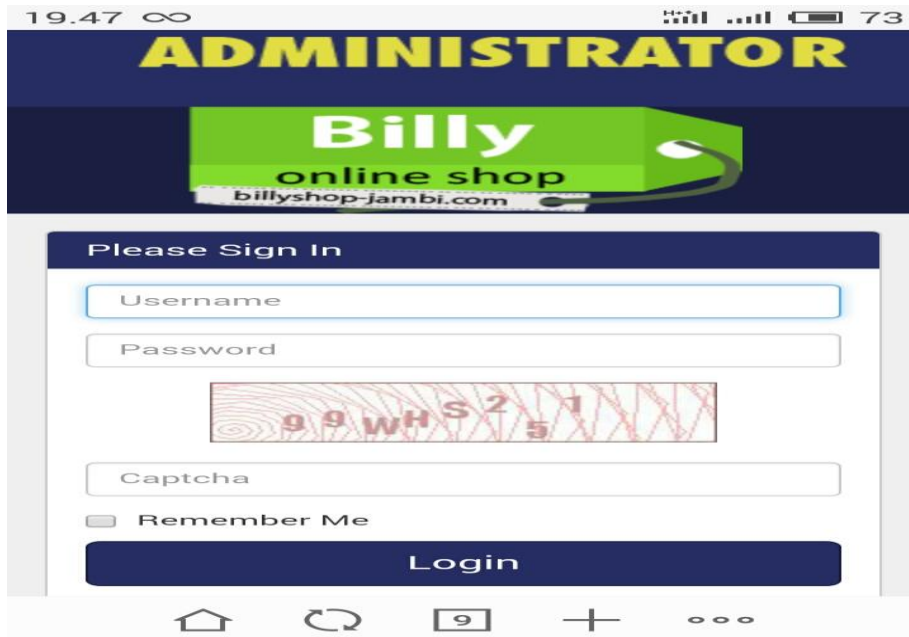 19.47 73
ADMINISTRATOR
Billy
online shop
billyshop-jambi.com
Please Sign In
Username
Password
99WHS251
Captcha
Remember Me
Login
9